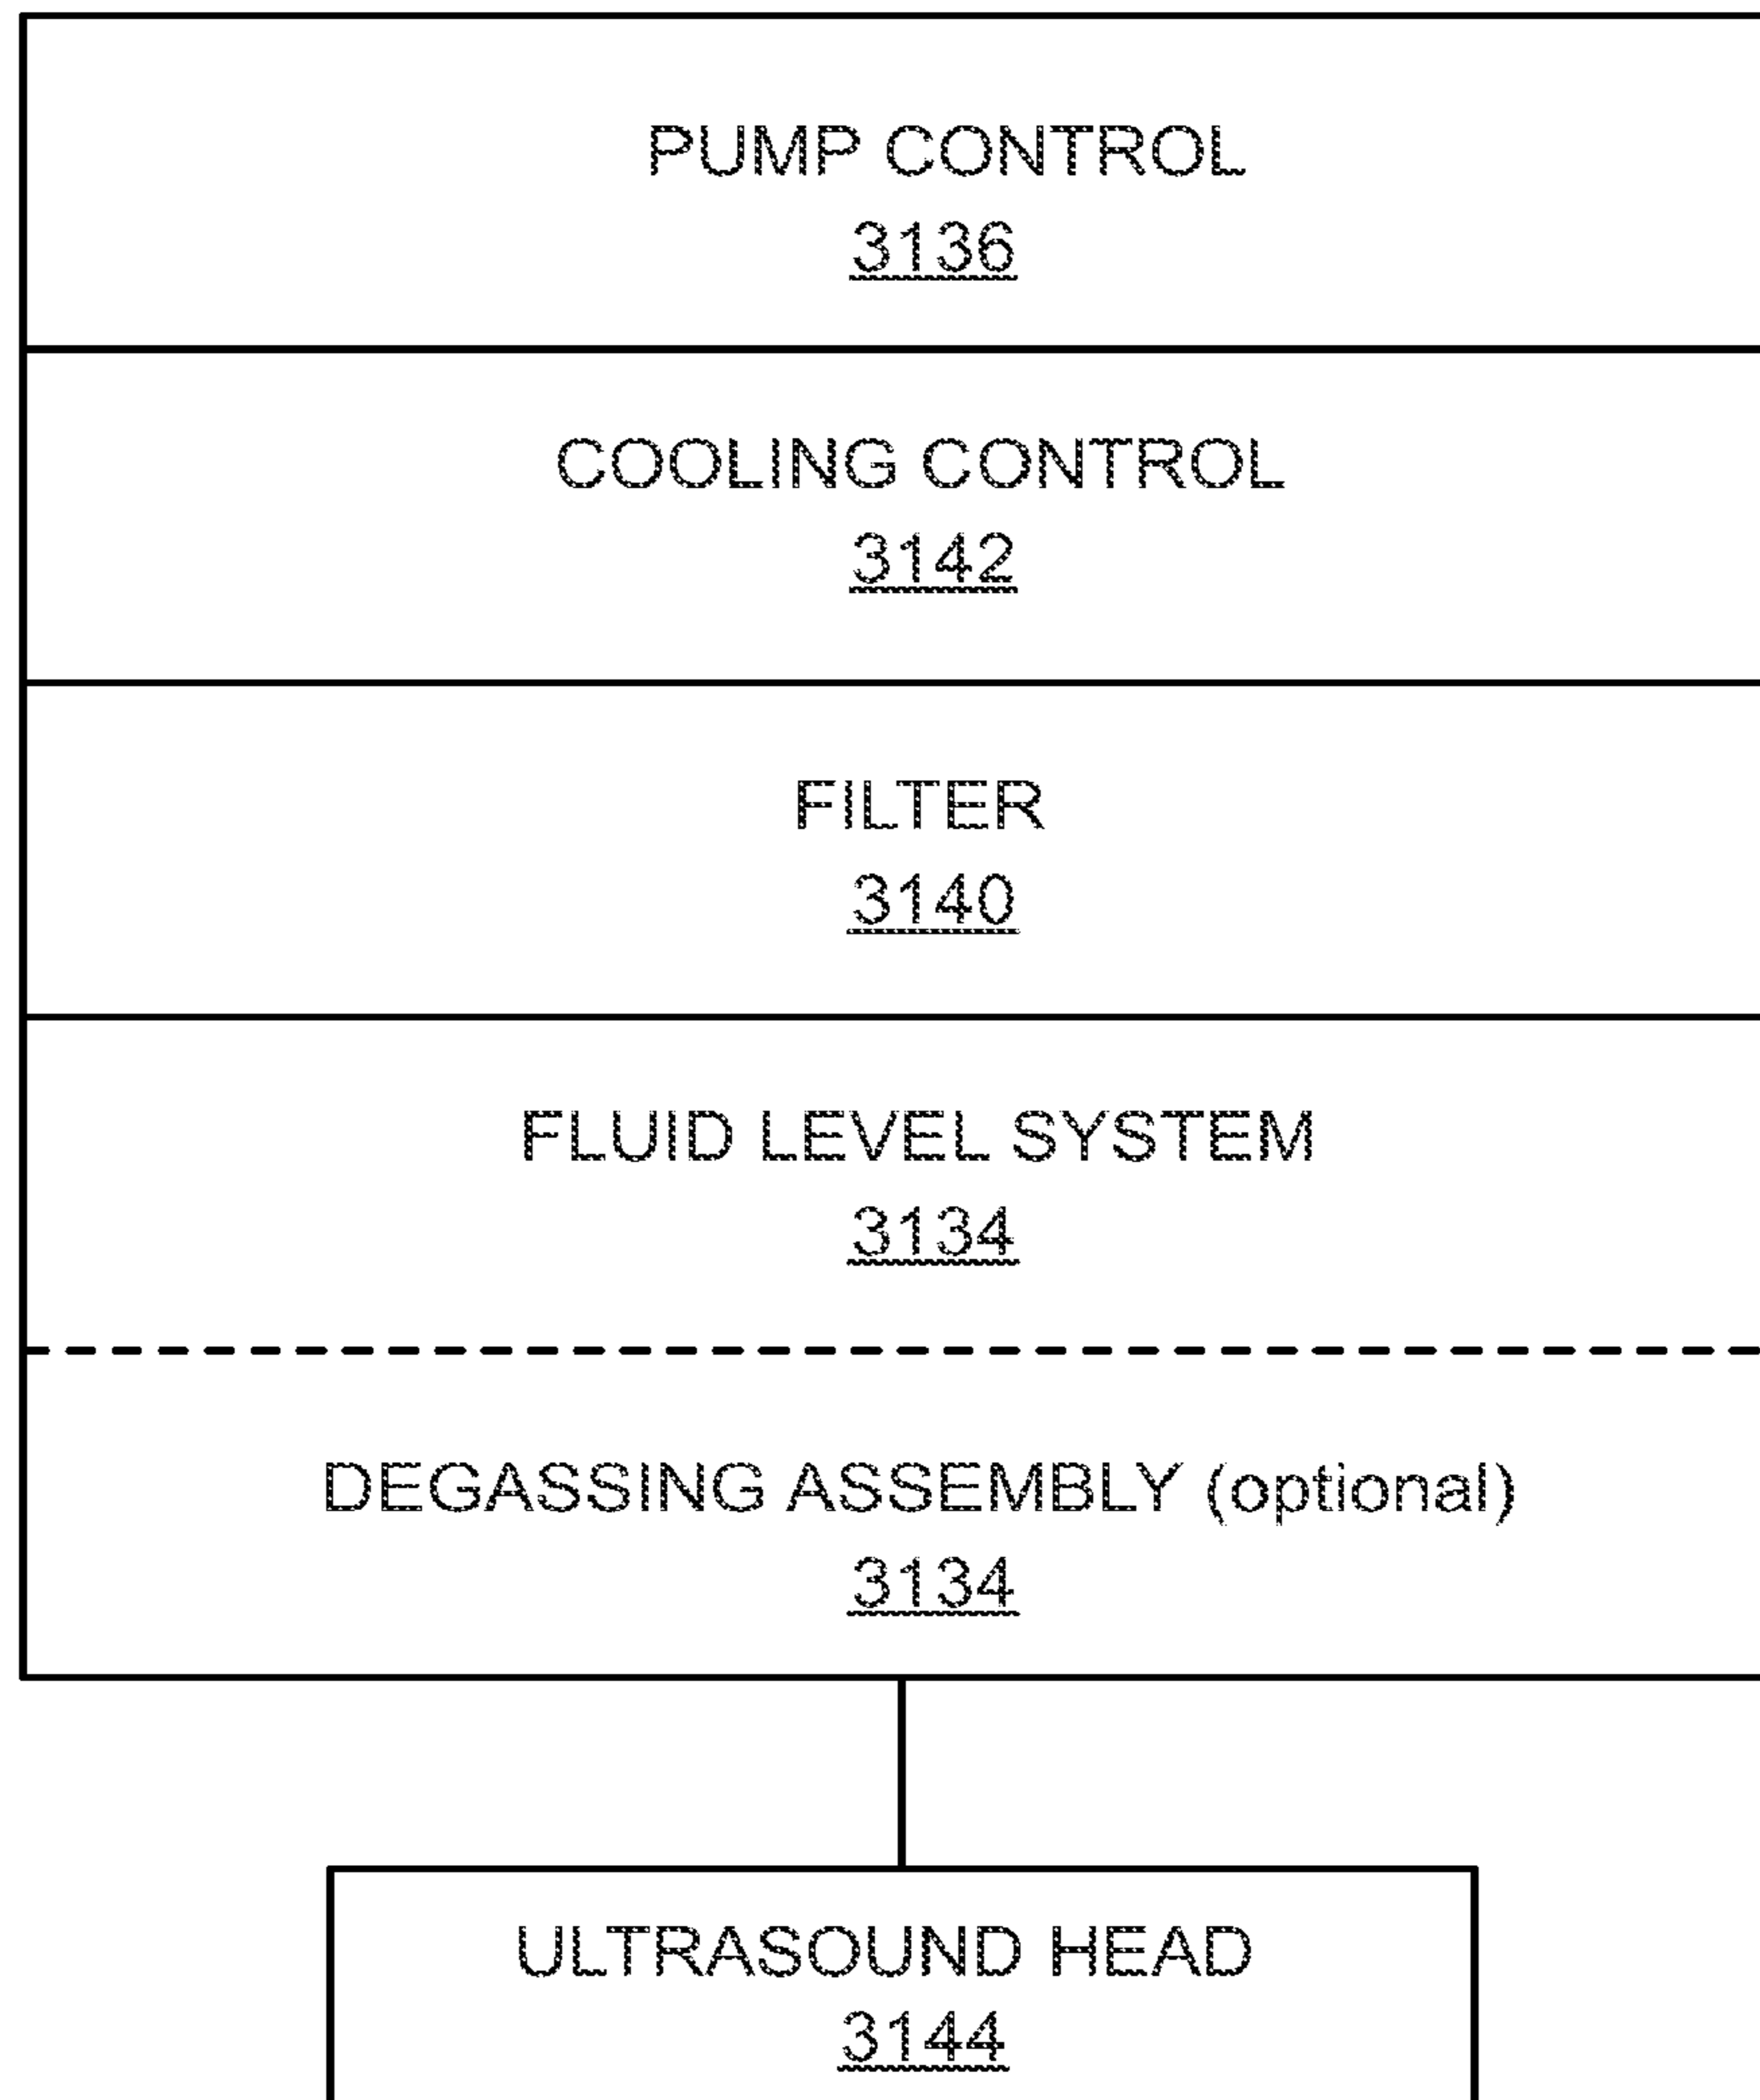 PUMP CONTROL
3136
COOLING CONTROL
3142
FILTER
3140
FLUID LEVEL SYSTEM
3134
DEGASSING ASSEMBLY (optional)
3134
ULTRASOUND HEAD
3144